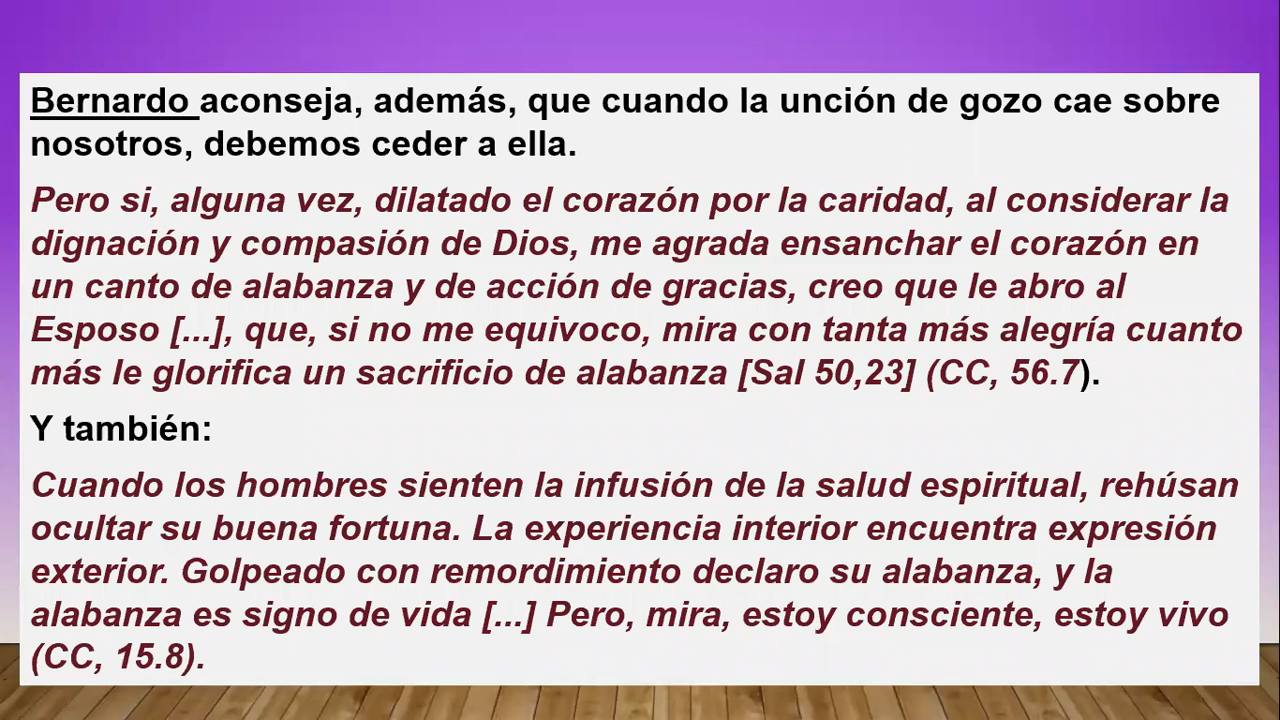 Bernardo aconseja, además, que cuando la unción de gozo cae sobre
nosotros, debemos ceder a ella.
Pero si, alguna vez, dilatado el corazón por la caridad, al considerar la
dignación y compasión de Dios, me agrada ensanchar el corazón en
un canto de alabanza y de acción de gracias, creo que le abro al
Esposo [...], que, si no me equivoco, mira con tanta más alegría cuanto
más le glorifica un sacrificio de alabanza [Sal 50,23] (CC, 56.7).
Y también:
Cuando los hombres sienten la infusión de la salud espiritual, rehúsan
ocultar su buena fortuna. La experiencia interior encuentra expresión
exterior. Golpeado con remordimiento declaro su alabanza, y la
alabanza es signo de vida [...] Pero, mira, estoy consciente, estoy vivo
(CC, 15.8).